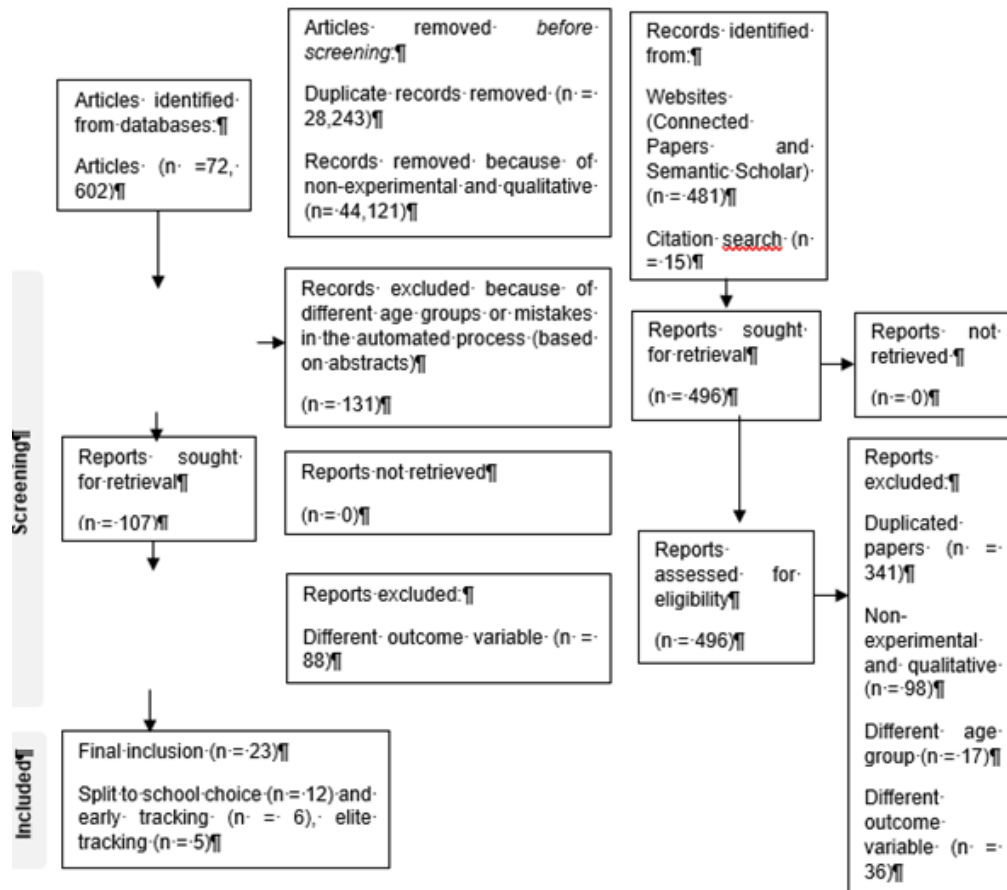 Articles identified
from databases:¶
Articles (n =72,
602)¶
Articles removed before
screening:¶
Duplicate records removed (n =
28,243)¶
Records removed because of
non-experimental and qualitative
(n= 44,121)¶
Records identified
from:¶
Websites
(Connected
Papers and
Semantic Scholar)
(n = 481)¶
Citation search (n
= 15)¶
Screening¶
Records excluded because of
different age groups or mistakes
in the automated process (based
on abstracts)¶
(n = 131)¶
Reports sought
for retrieval¶
(n = 496)¶
Reports not
retrieved¶
(n = 0)¶
Reports sought
for retrieval¶
(n = 107)¶
Reports not retrieved¶
(n = 0)¶
Reports
assessed for
eligibility¶
(n = 496)¶
Reports
excluded:¶
Duplicated
papers (n =
341)¶
Non-
experimental
and qualitative
(n = 98)¶
Different age
group (n = 17)¶
Different
outcome
variable (n =
36)¶
Reports excluded:¶
Different outcome variable (n =
88)¶
Included¶
Final inclusion (n = 23)¶
Split to school choice (n = 12) and
early tracking (n = 6), elite
tracking (n = 5)¶